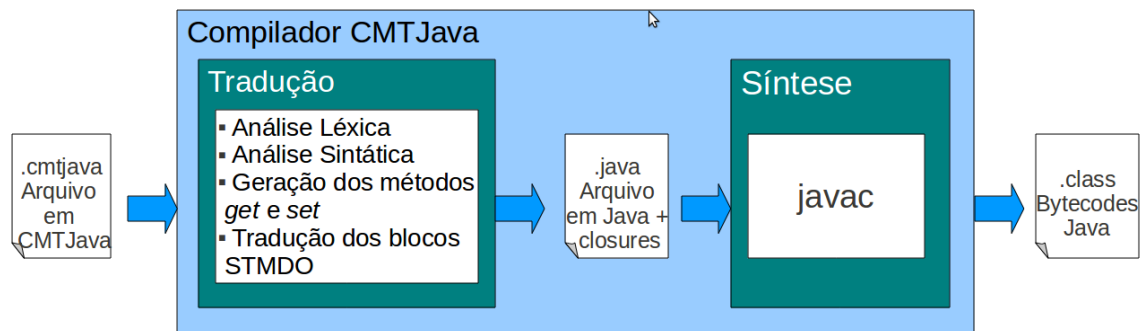 Compilador CMTJava
Tradução
▪ Análise Léxica
▪ Análise Sintática
▪ Geração dos métodos
get e set
▪ Tradução dos blocos
STMDO
Síntese
javac
.cmtjava
Arquivo
em
CMTJava
.java
Arquivo
em Java +
closures
.class
Bytecodes
Java